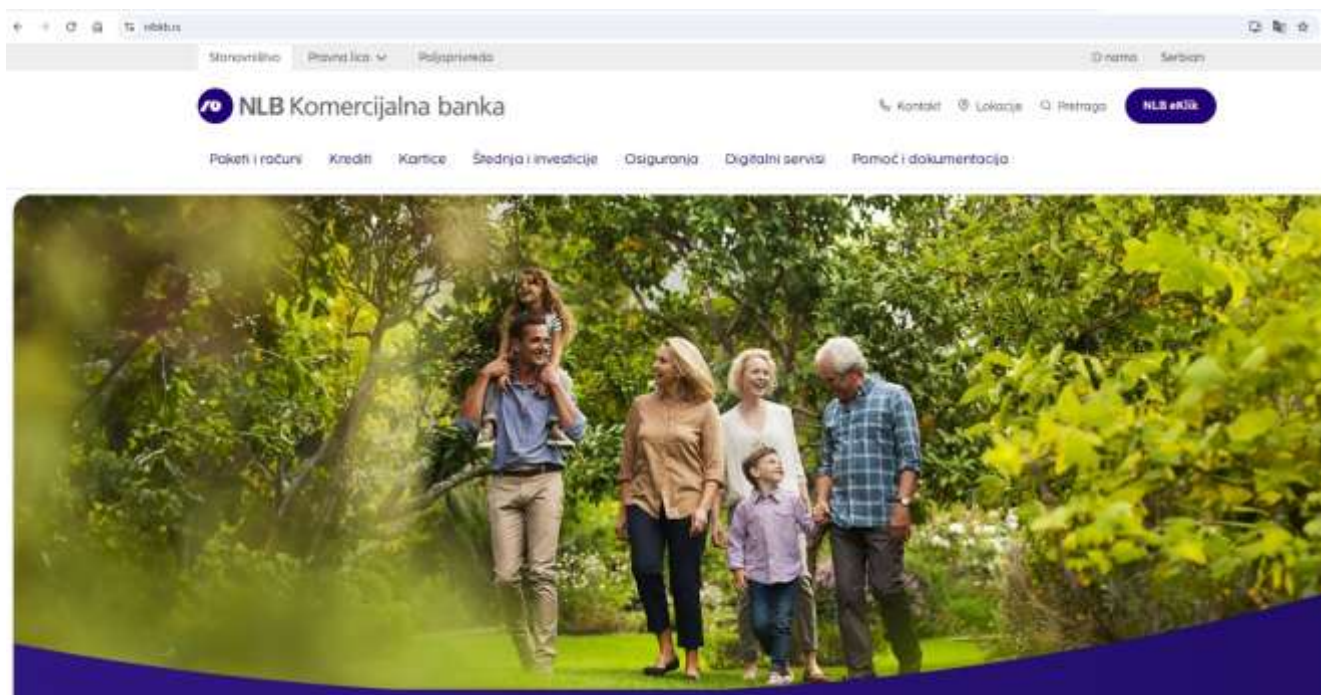 nlbkb.rs
Stanovništvo Pravna lica Poljoprivreda O nama Serbian
NLB Komercijalna banka Kontakt Lokacije Pretraga NLB eKlik
Paketi i računi Krediti Kartice Štednja i investicije Osiguranja Digitalni servisi Pomoć i dokumentacija